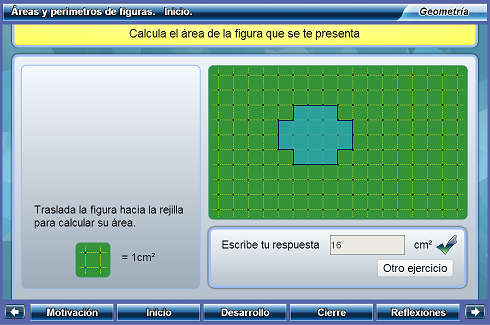 Áreas y perímetros de figuras. Inicio. Geometría
Calcula el área de la figura que se te presenta
Traslada la figura hacia la rejilla
para calcular su área.
= 1cm²
Escribe tu respuesta 16 cm²
Otro ejercicio
Motivación Inicio Desarrollo Cierre Reflexiones